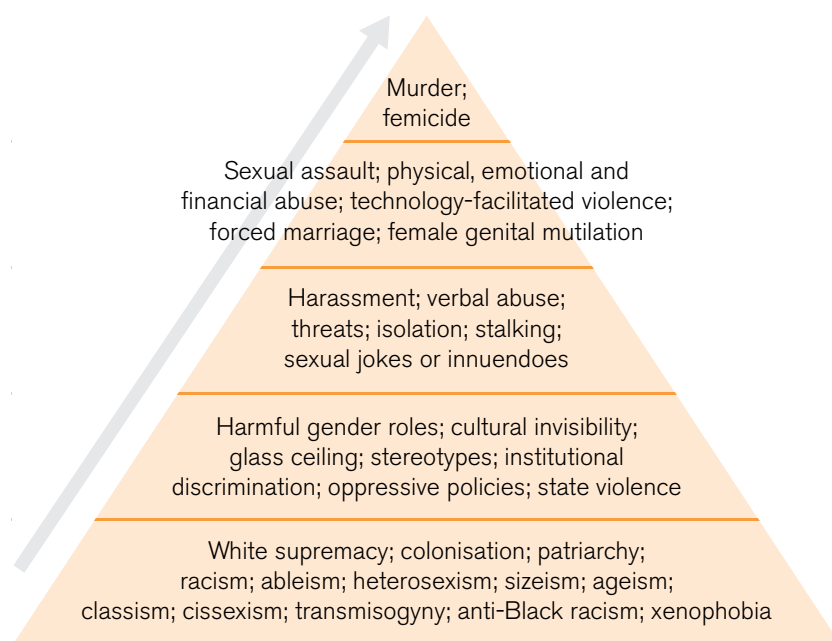 Murder;
femicide
Sexual assault; physical, emotional and
financial abuse; technology-facilitated violence;
forced marriage; female genital mutilation
Harassment; verbal abuse;
threats; isolation; stalking;
sexual jokes or innuendoes
Harmful gender roles; cultural invisibility;
glass ceiling; stereotypes; institutional
discrimination; oppressive policies; state violence
White supremacy; colonisation; patriarchy;
racism; ableism; heterosexism; sizeism; ageism;
classism; cissexism; transmisogyny; anti-Black racism; xenophobia